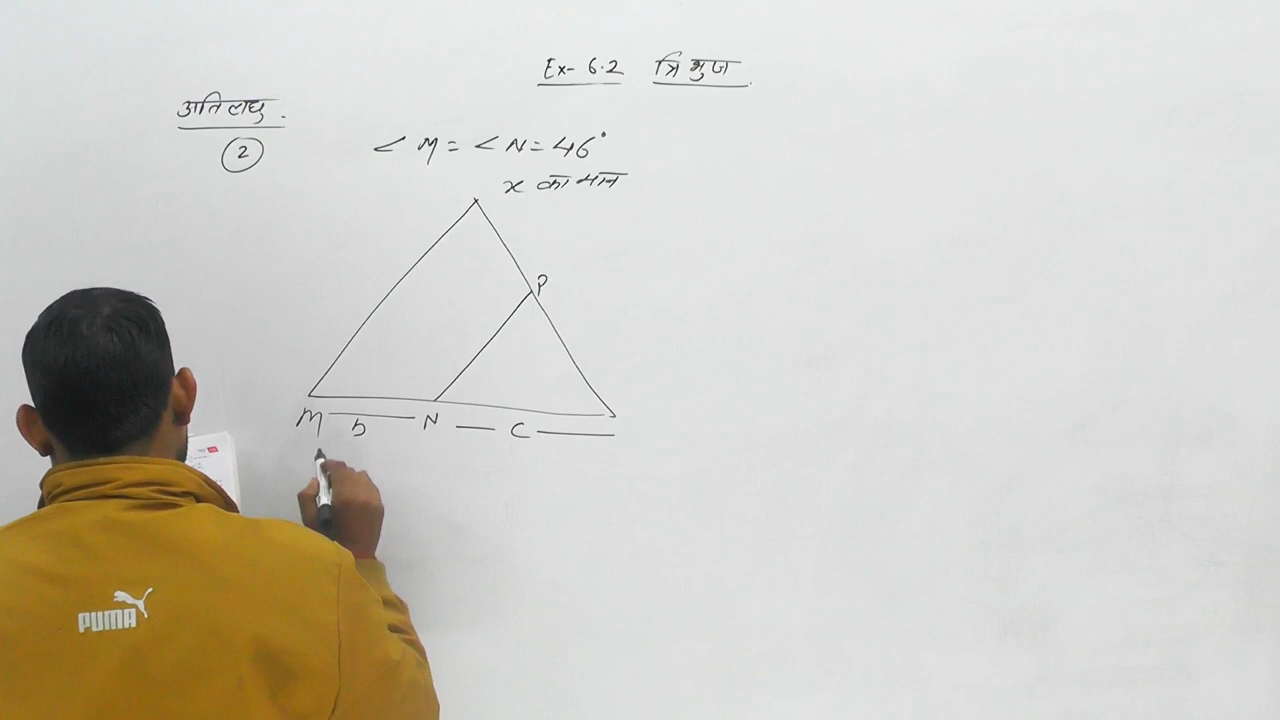 Ex- 6.2 त्रिभुज
अति लघु.
2
∠ M = ∠ N = 46°
x का मान
P
M b N C
PUMA